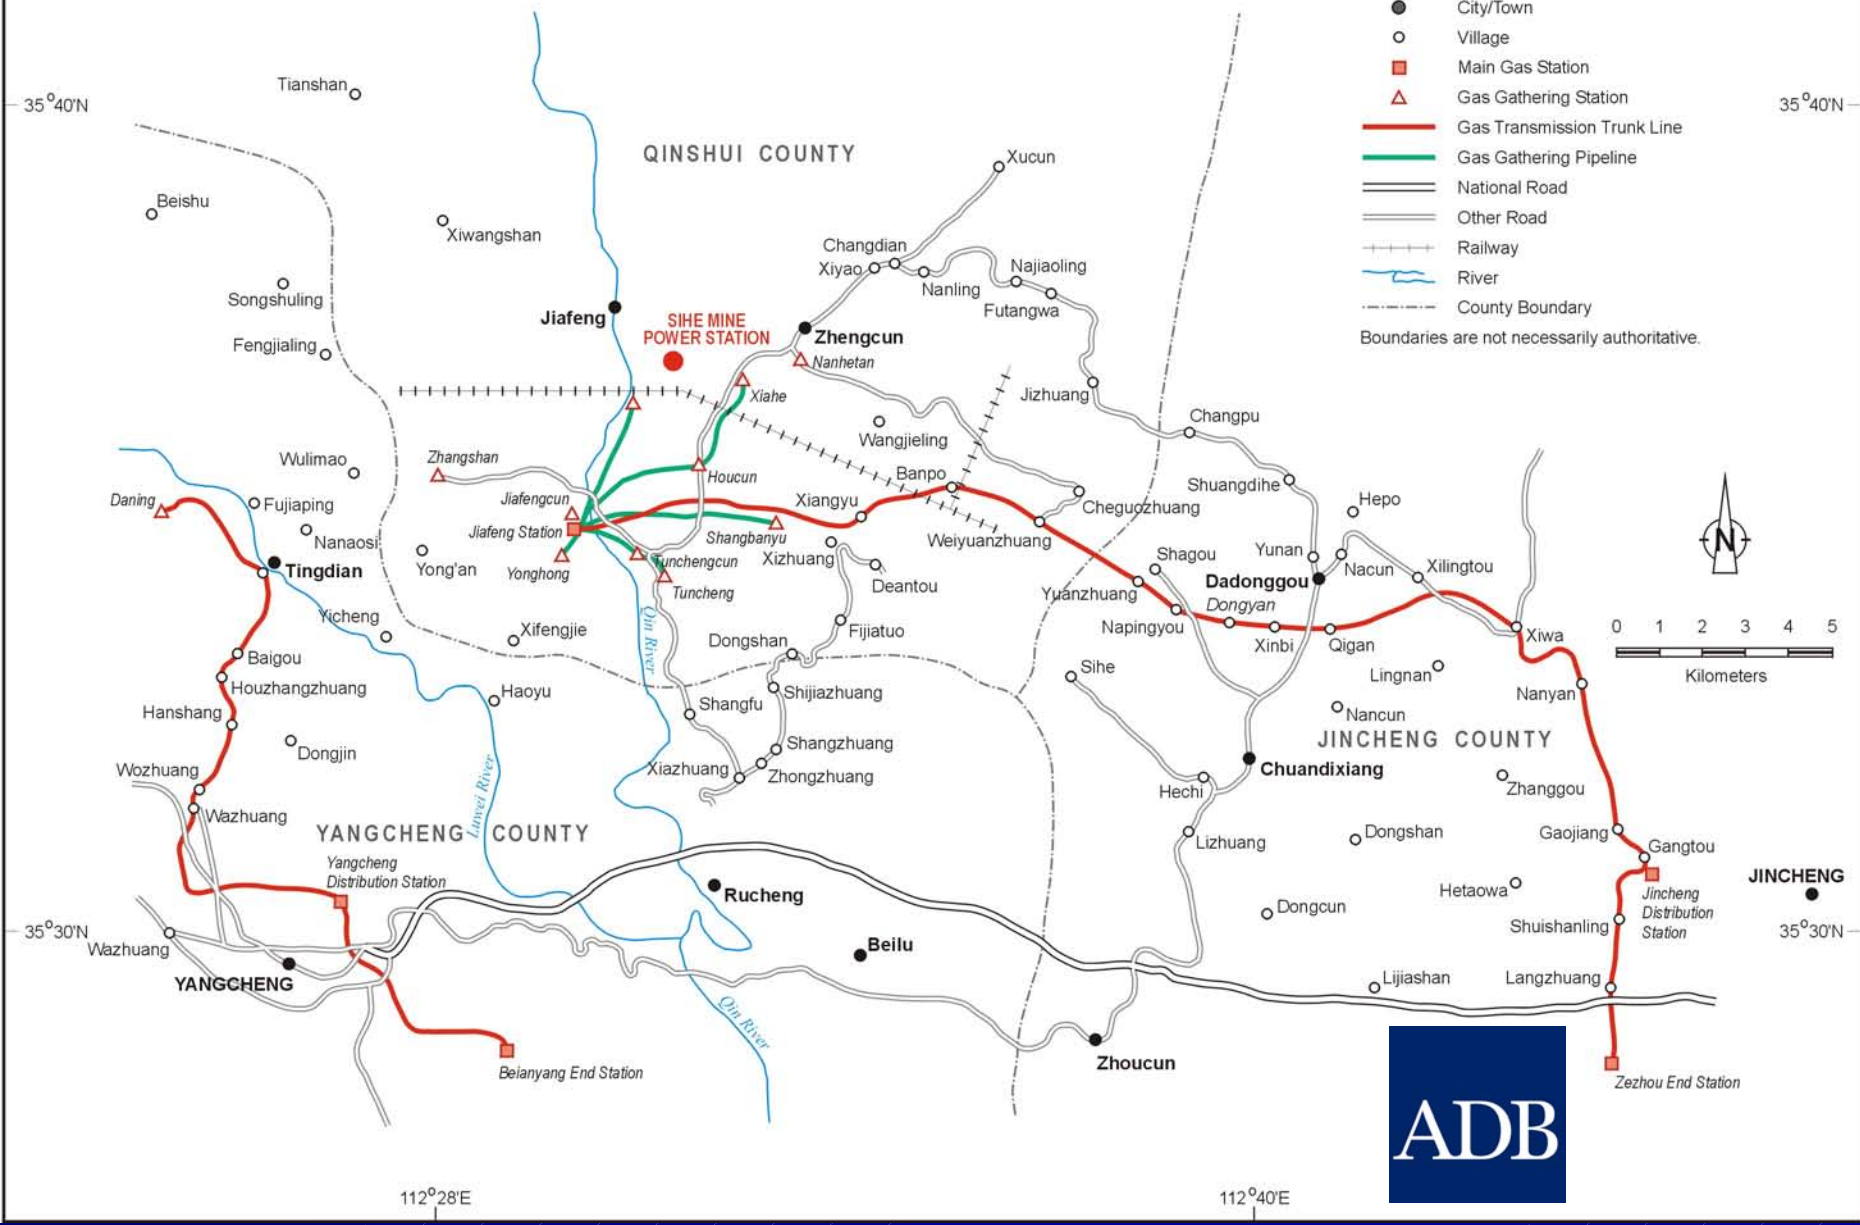 City/Town
Village
Main Gas Station
Gas Gathering Station
Gas Transmission Trunk Line
Gas Gathering Pipeline
National Road
Other Road
Railway
River
County Boundary
Boundaries are not necessarily authoritative.
Tianshan
35°40'N
35°40'N
QINSHUI COUNTY
Xucun
Beishu
Xiwangshan
Changdian
Xiyao
Nanling
Najiaoling
Futangwa
Songshuling
Jiafeng
SIHE MINE
POWER STATION
Zhengcun
Fengjialing
Nanhetan
Xiahe
Jizhuang
Changpu
Wangjieling
Wulimao
Zhangshan
Houcun
Banpo
Shuangdihe
Daning
Fujiaping
Jiafengcun
Xiangyu
Cheguozhuang
Hepo
Nanaosi
Jiafeng Station
Shangbanyu
Weiyuanzhuang
Xizhuang
Yunan
Shagou
Nacun
Xilingtou
Tingdian
Yong'an
Yonghong
Tunchengcun
Tuncheng
Deantou
Dadonggou
Yuanzhuang
Dongyan
Yicheng
Xifengjie
Qin River
Dongshan
Fijiatuo
Napingyou
Xinbi
Qigan
Xiwa
N
0 1 2 3 4 5
Kilometers
Baigou
Houzhangzhuang
Haoyu
Shijiazhuang
Sihe
Lingnan
Nanyan
Hanshang
Shangfu
Nancun
JINCHENG COUNTY
Dongjin
Shangzhuang
Wozhuang
Xiazhuang
Zhongzhuang
Chuandixiang
Hechi
Zhanggou
Wazhuang
Luwei River
YANGCHENG COUNTY
Lizhuang
Dongshan
Gaojiang
Gangtou
Yangcheng
Distribution Station
Rucheng
Hetaowa
JINCHENG
Jincheng
Distribution
Station
Dongcun
Shuishanling
35°30'N
35°30'N
Wazhuang
Beilu
YANGCHENG
Lijiashan
Langzhuang
Qin River
Beianyang End Station
Zhoucun
Zezhou End Station
ADB
112°28'E
112°40'E